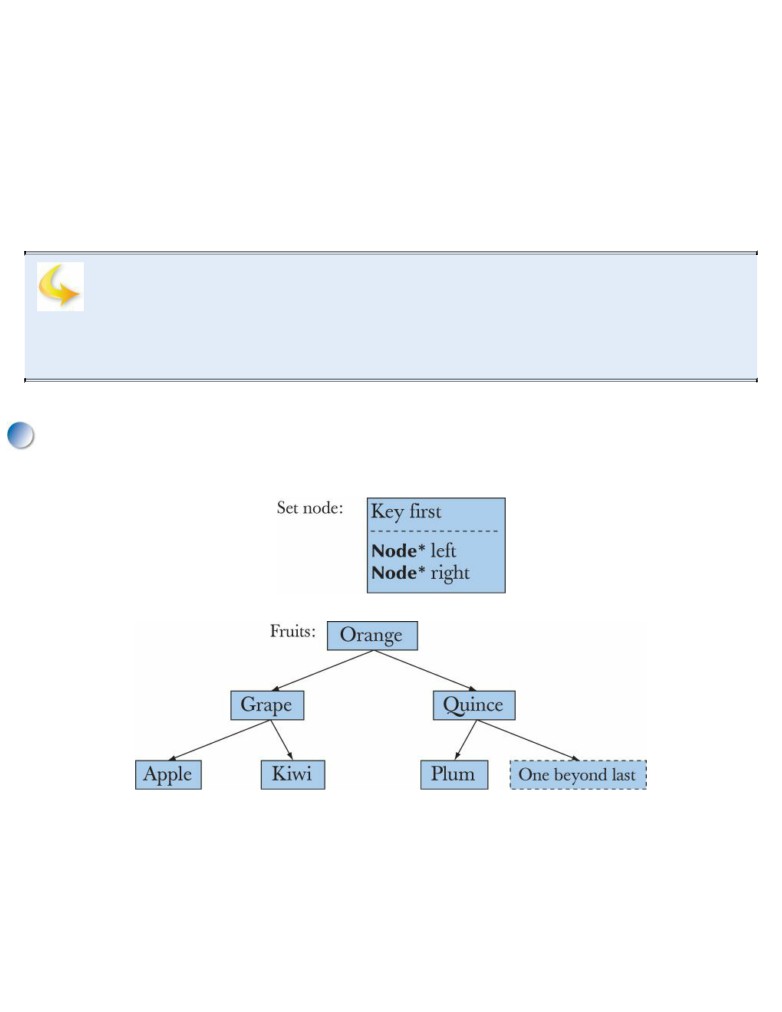 Set node:
Key first
Node* left
Node* right
Fruits:
Orange
Grape
Quince
Apple
Kiwi
Plum
One beyond last